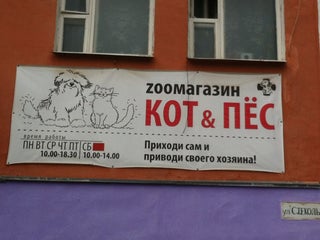 zooмагазин
КОТ & ПЁС
время работы
ПН ВТ СР ЧТ ПТ СБ
10.00-18.30 10.00-14.00
Приходи сам и
приводи своего хозяина!
ул